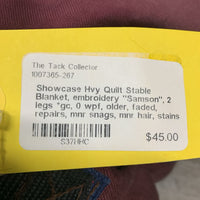 The Tack Collector
1007365-267
Showcase Hvy Quilt Stable
Blanket, embroidery "Samson", 2
legs *gc, 0 wpf, older, faded,
repairs, mnr snags, mnr hair, stains
$45.00
S37HHC